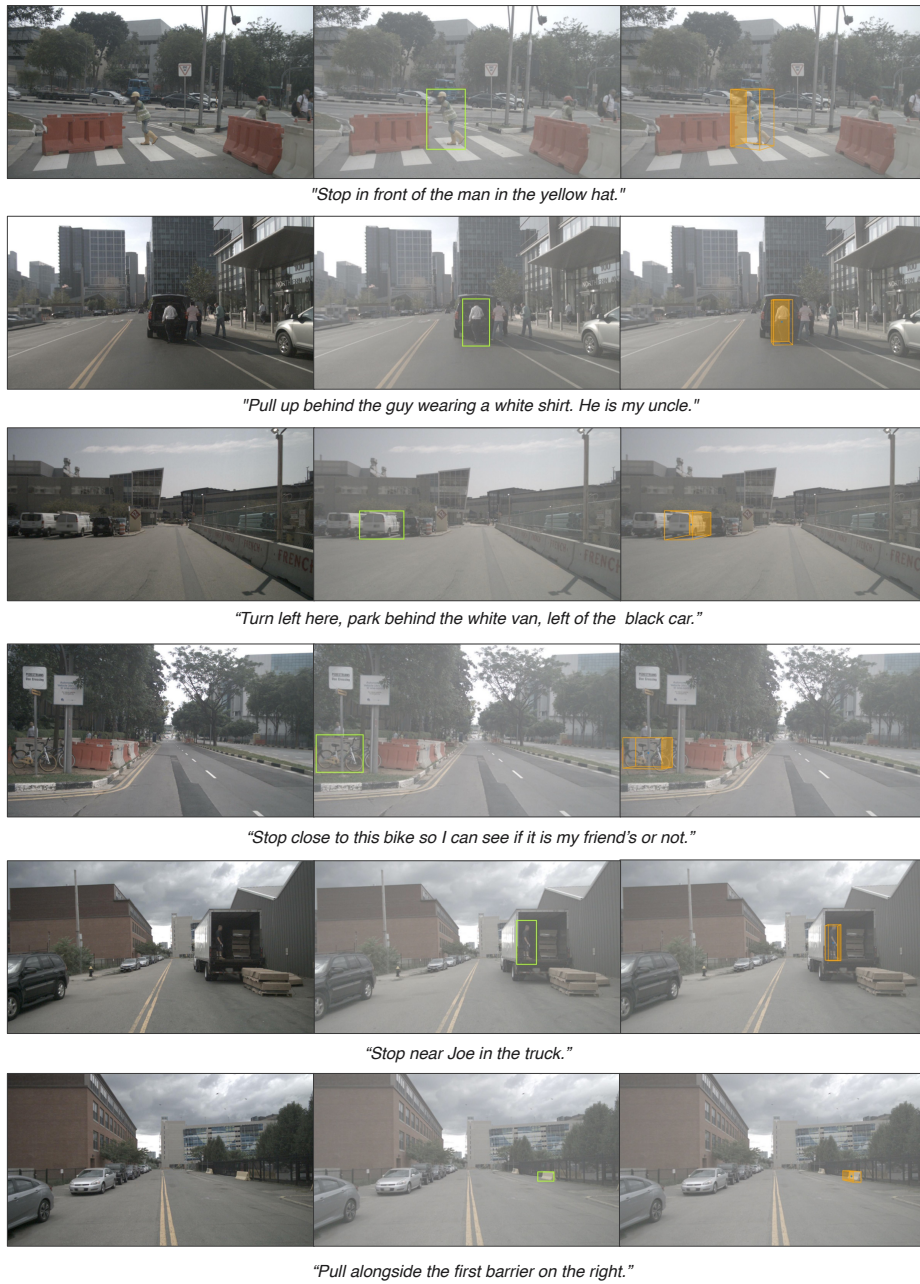 "Stop in front of the man in the yellow hat."
"Pull up behind the guy wearing a white shirt. He is my uncle."
FRENCH
FRENCH
FRENCH
“Turn left here, park behind the white van, left of the black car.”
“Stop close to this bike so I can see if it is my friend’s or not.”
“Stop near Joe in the truck.”
“Pull alongside the first barrier on the right.”